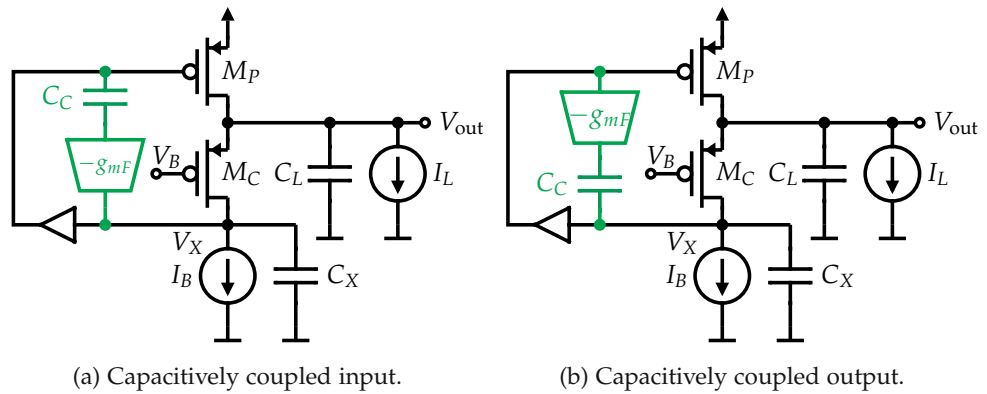 M_P
C_C
V_out
-g_mF
V_B
M_C
C_L
I_L
V_X
I_B
C_X
(a) Capacitively coupled input.
M_P
-g_mF
V_out
V_B
M_C
C_L
I_L
C_C
V_X
I_B
C_X
(b) Capacitively coupled output.